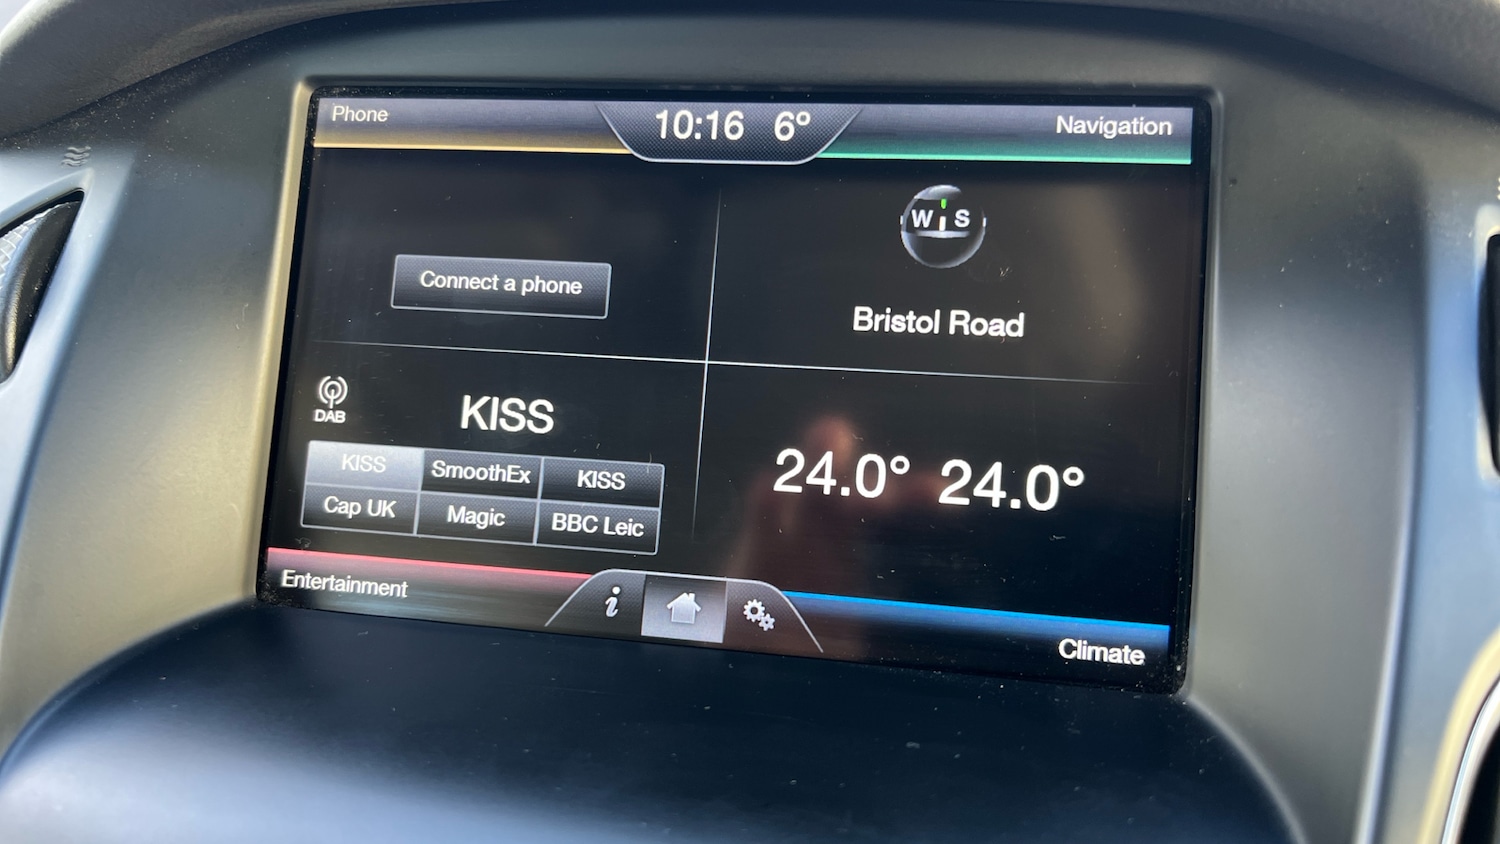 Phone
10:16 6°
Navigation
W S
Connect a phone
Bristol Road
DAB
KISS
KISS SmoothEx KISS
Cap UK Magic BBC Leic
24.0° 24.0°
Entertainment
i
Climate